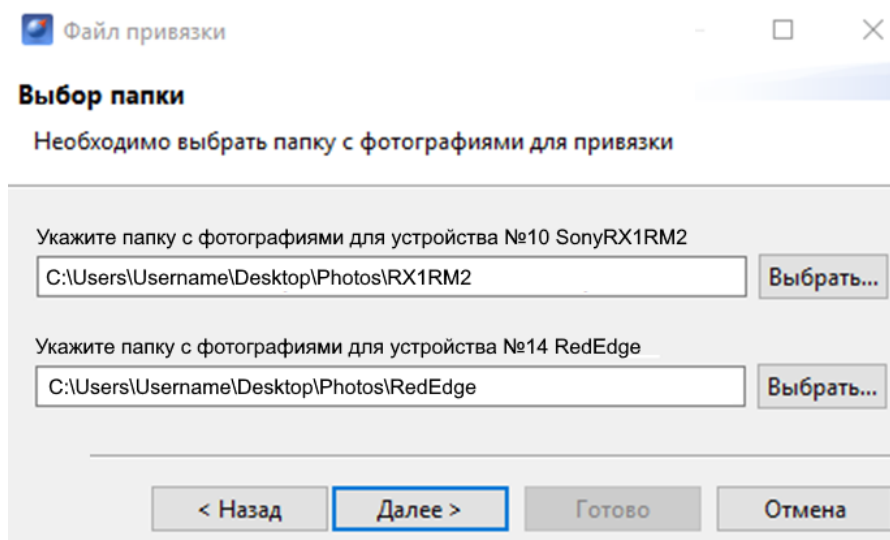 Файл привязки
Выбор папки
Необходимо выбрать папку с фотографиями для привязки
Укажите папку с фотографиями для устройства №10 SonyRX1RM2
C:\Users\Username\Desktop\Photos\RX1RM2 Выбрать...
Укажите папку с фотографиями для устройства №14 RedEdge
C:\Users\Username\Desktop\Photos\RedEdge Выбрать...
< Назад Далее > Готово Отмена